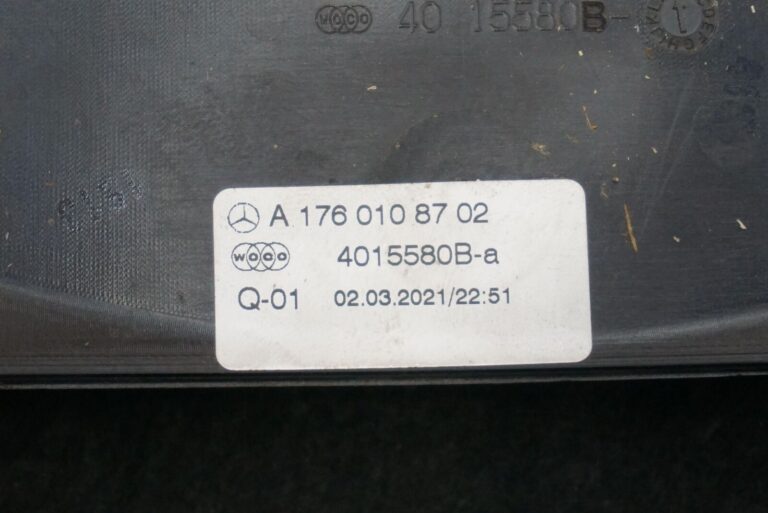 WOCO 40 15580B-
A 176 010 87 02
WOCO 4015580B-a
Q-01 02.03.2021/22:51